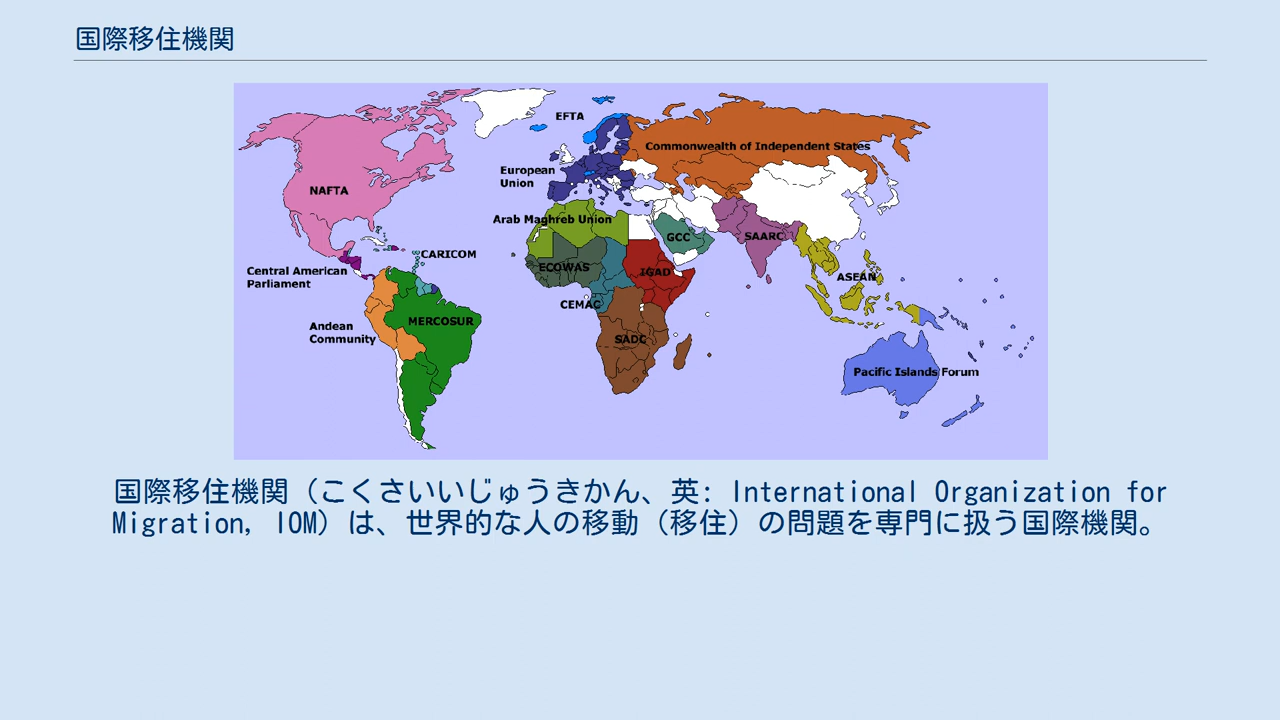 国際移住機関
EFTA
Commonwealth of Independent States
European
Union
NAFTA
Arab Maghreb Union
GCC
SAARC
CARICOM
ECOWAS
IGAD
ASEAN
Central American
Parliament
CEMAC
MERCOSUR
Andean
Community
SADC
Pacific Islands Forum
国際移住機関（こくさいいじゅうきかん、英: International Organization for
Migration, IOM）は、世界的な人の移動（移住）の問題を専門に扱う国際機関。